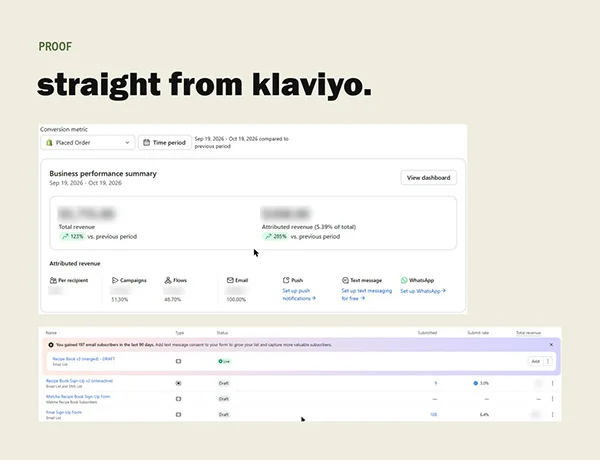 PROOF
straight from klaviyo.
Conversion metric
Placed Order
Time period
Sep 19, 2026 - Oct 19, 2026 compared to
previous period
Business performance summary
Sep 19, 2026 - Oct 19, 2026
View dashboard
Total revenue
123% vs. previous period
Attributed revenue (5.39% of total)
285% vs. previous period
Attributed revenue
Per recipient
Campaigns
51.30%
Flows
48.70%
Email
100.00%
Push
Set up push
notifications
Text message
Set up text messaging
for free
WhatsApp
Set up WhatsApp
Name Type Status Submitted Submit rate Total revenue
You gained 197 email subscribers in the last 90 days. Add text message consent to your form to grow your list and capture more valuable subscribers.
Recipe Book v3 (merged) - DRAFT
Email List
Live
Add
Recipe Book Sign-Up v2 (Interactive)
Email List and SMS List
Draft
9
3.0%
Matcha Recipe Book Sign-Up Form
Matcha Recipe Book Subscribers
Draft
Final Sign-Up Form
Email List
Draft
6.4%